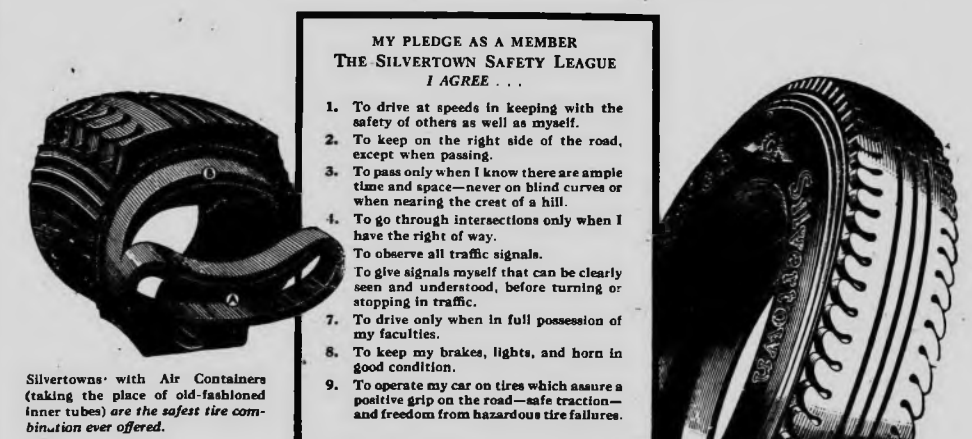 MY PLEDGE AS A MEMBER
THE SILVERTOWN SAFETY LEAGUE
I AGREE . . .
1. To drive at speeds in keeping with the
safety of others as well as myself.
2. To keep on the right side of the road,
except when passing.
3. To pass only when I know there are ample
time and space—never on blind curves or
when nearing the crest of a hill.
4. To go through intersections only when I
have the right of way.
To observe all traffic signals.
To give signals myself that can be clearly
seen and understood, before turning or
stopping in traffic.
7. To drive only when in full possession of
my faculties.
8. To keep my brakes, lights, and horn in
good condition.
9. To operate my car on tires which assure a
positive grip on the road—safe traction—
and freedom from hazardous tire failures.
B
A
Silvertowns with Air Containers
(taking the place of old-fashioned
inner tubes) are the safest tire com-
bination ever offered.